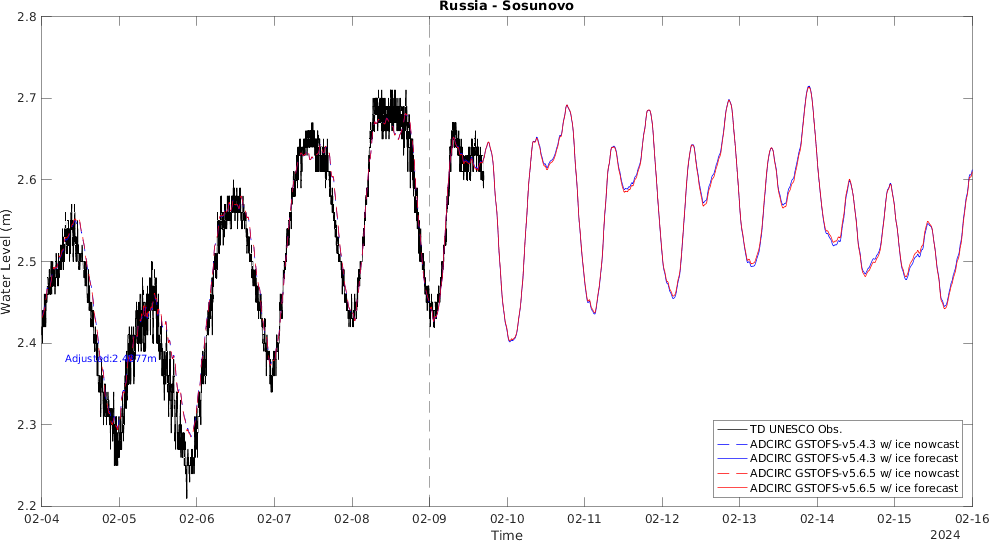 Russia - Sosunovo
2.8
2.7
2.6
2.5
2.4
2.3
2.2
Water Level (m)
TD UNESCO Obs.
ADCIRC GSTOFS-v5.4.3 w/ ice nowcast
ADCIRC GSTOFS-v5.4.3 w/ ice forecast
ADCIRC GSTOFS-v5.6.5 w/ ice nowcast
ADCIRC GSTOFS-v5.6.5 w/ ice forecast
02-04 02-05 02-06 02-07 02-08 02-09 02-10 02-11 02-12 02-13 02-14 02-15 02-16
Time
2024